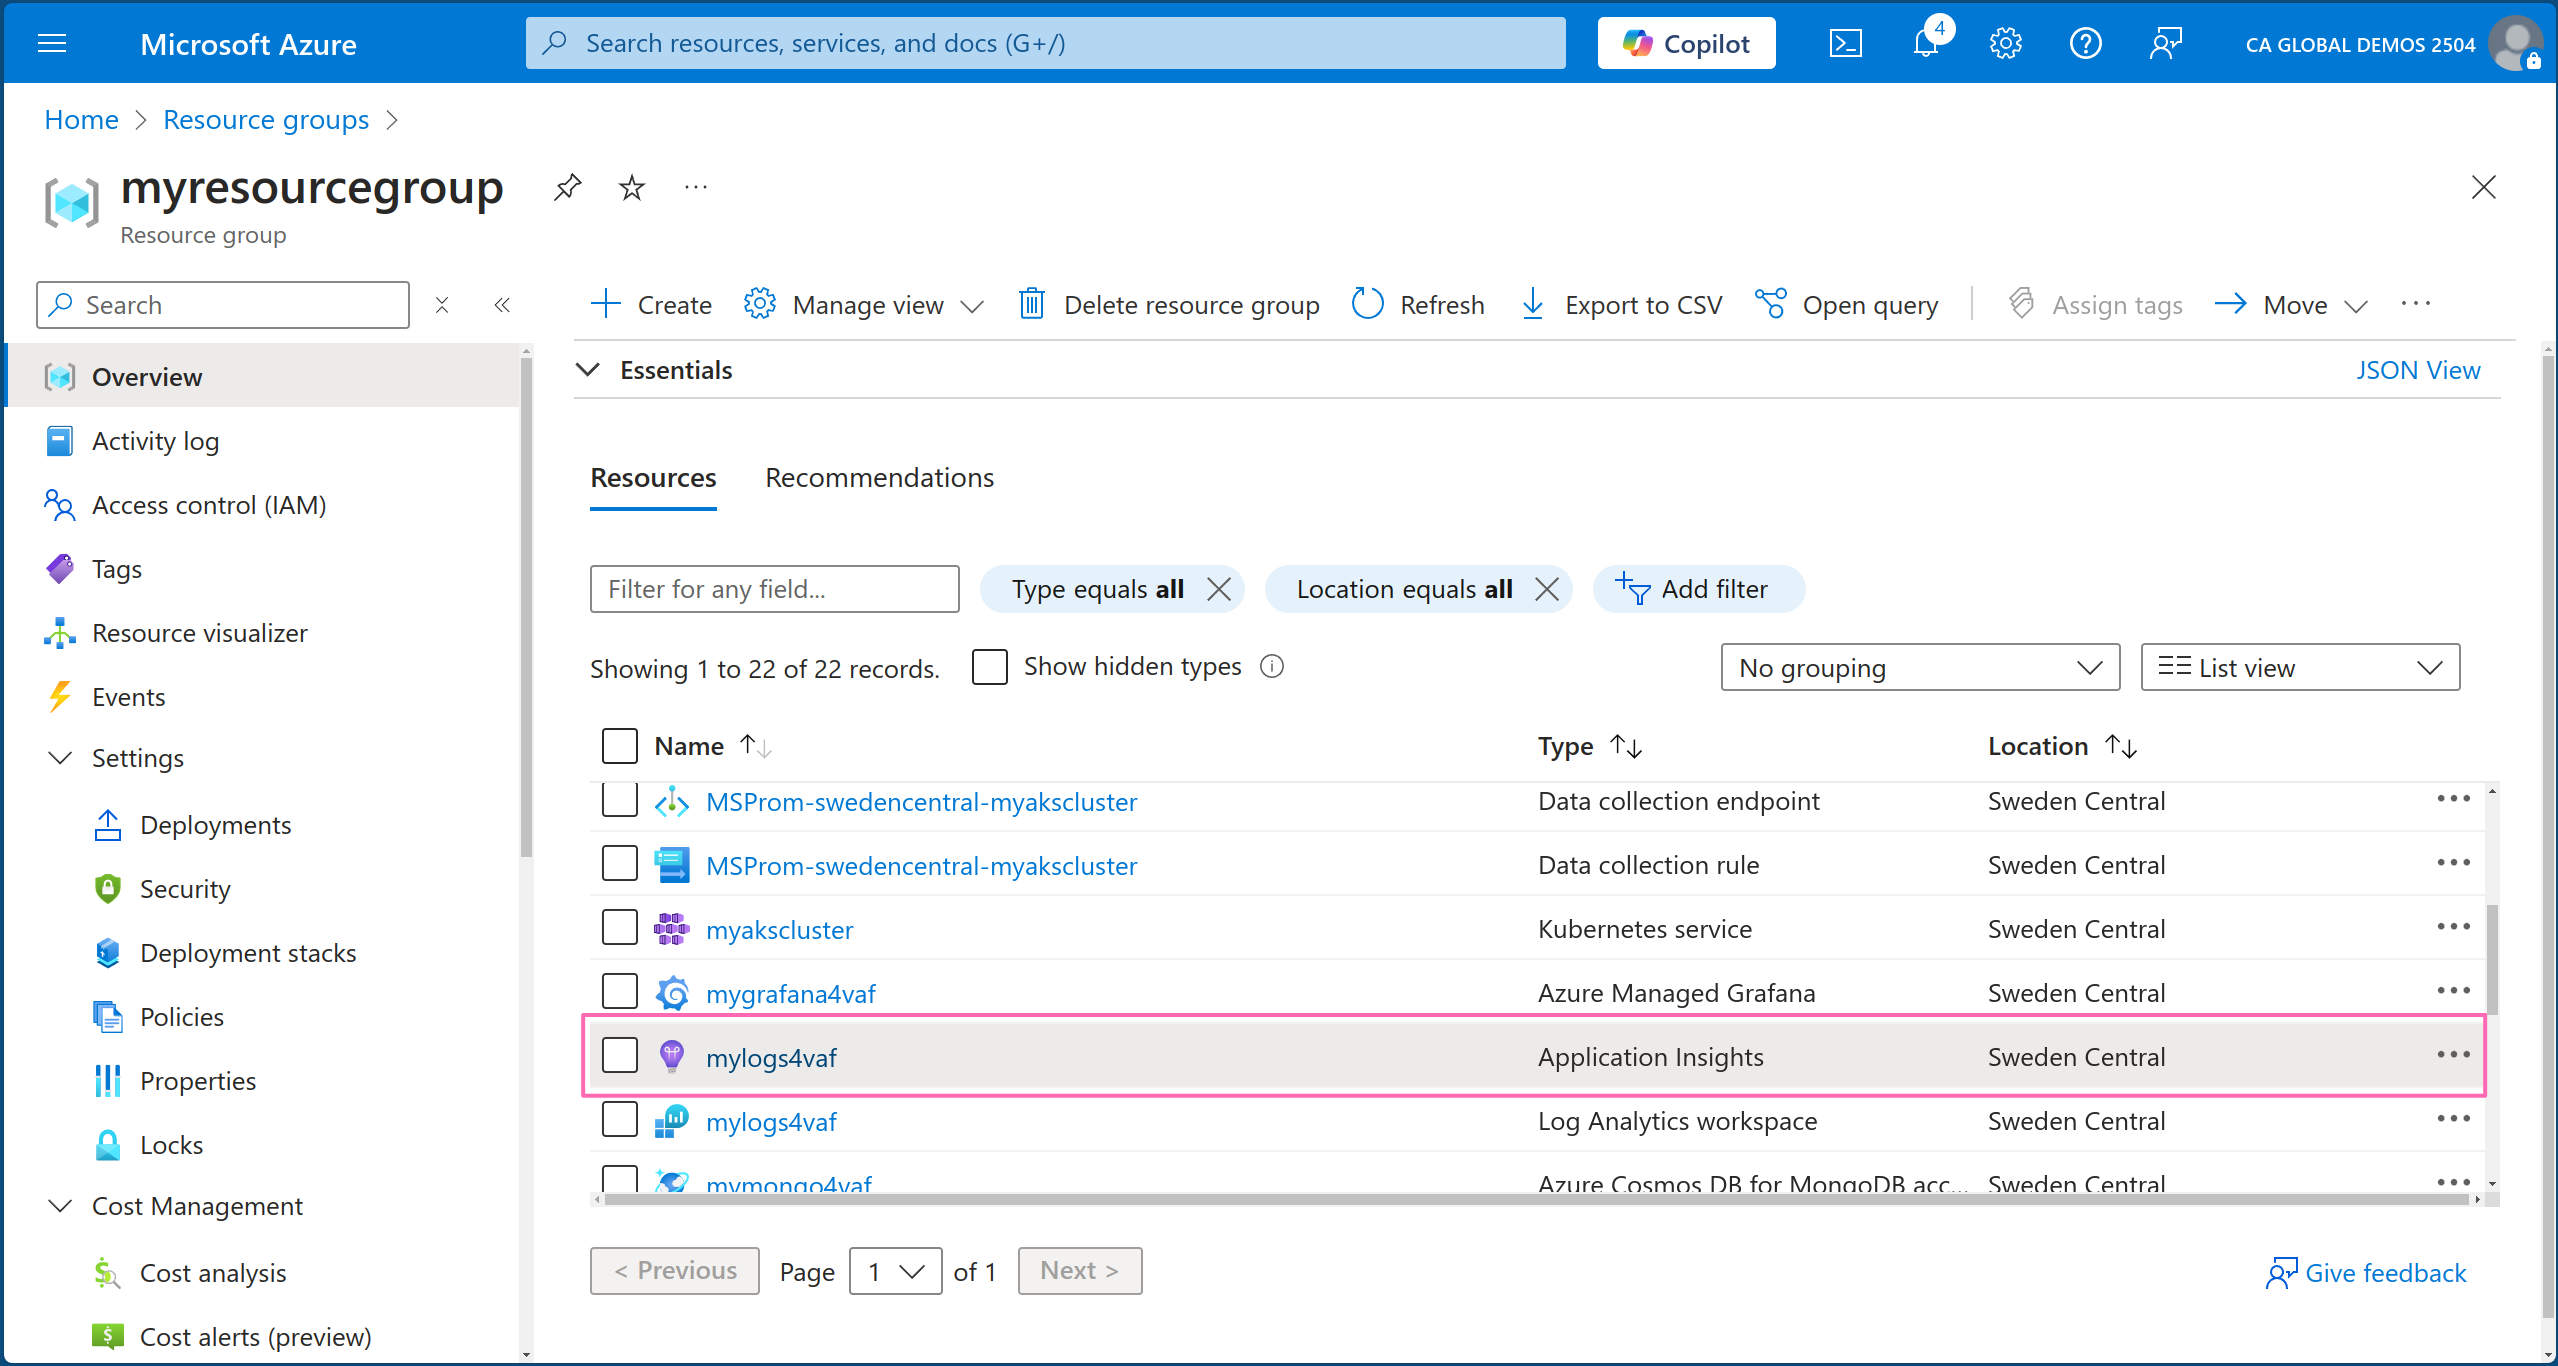 Microsoft Azure
Search resources, services, and docs (G+/)
Copilot
4
CA GLOBAL DEMOS 2504
Home > Resource groups >
myresourcegroup
Resource group
Search
Create
Manage view
Delete resource group
Refresh
Export to CSV
Open query
Assign tags
Move
Overview
Activity log
Access control (IAM)
Tags
Resource visualizer
Events
Settings
Deployments
Security
Deployment stacks
Policies
Properties
Locks
Cost Management
Cost analysis
Cost alerts (preview)
Essentials
JSON View
Resources
Recommendations
Filter for any field...
Type equals all
Location equals all
Add filter
Showing 1 to 22 of 22 records.
Show hidden types
No grouping
List view
Name Type Location
MSProm-swedencentral-myakscluster Data collection endpoint Sweden Central
MSProm-swedencentral-myakscluster Data collection rule Sweden Central
myakscluster Kubernetes service Sweden Central
mygrafana4vaf Azure Managed Grafana Sweden Central
mylogs4vaf Application Insights Sweden Central
mylogs4vaf Log Analytics workspace Sweden Central
mymongo4vaf Azure Cosmos DB for MongoDB acc... Sweden Central
< Previous
Page 1 of 1
Next >
Give feedback